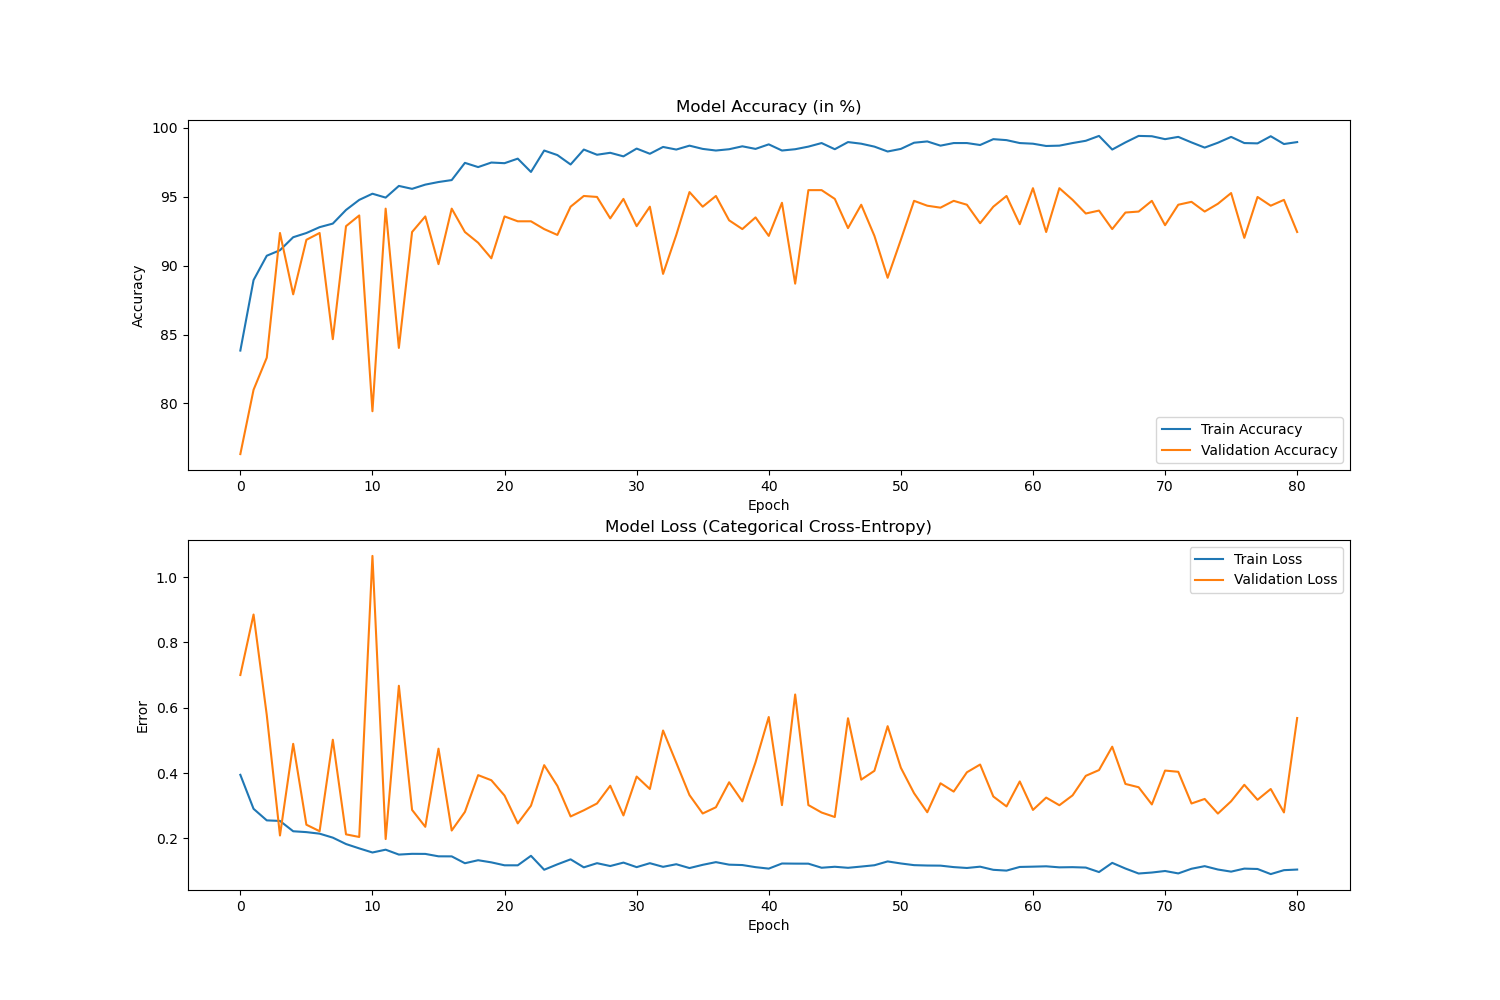 Model Accuracy (in %)
100
95
90
85
80
Accuracy
Train Accuracy
Validation Accuracy
0 10 20 30 40 50 60 70 80
Epoch
Model Loss (Categorical Cross-Entropy)
1.0
0.8
0.6
0.4
0.2
Error
Train Loss
Validation Loss
0 10 20 30 40 50 60 70 80
Epoch